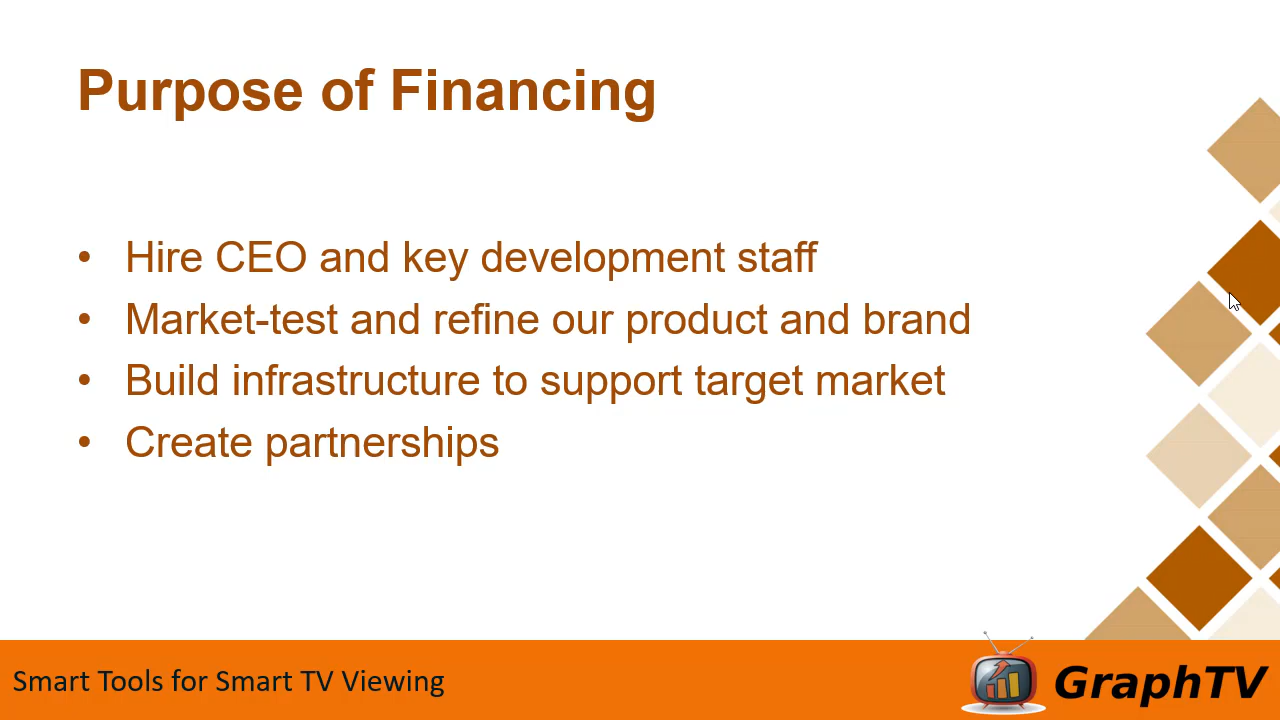 Purpose of Financing
• Hire CEO and key development staff
• Market-test and refine our product and brand
• Build infrastructure to support target market
• Create partnerships
Smart Tools for Smart TV Viewing
GraphTV